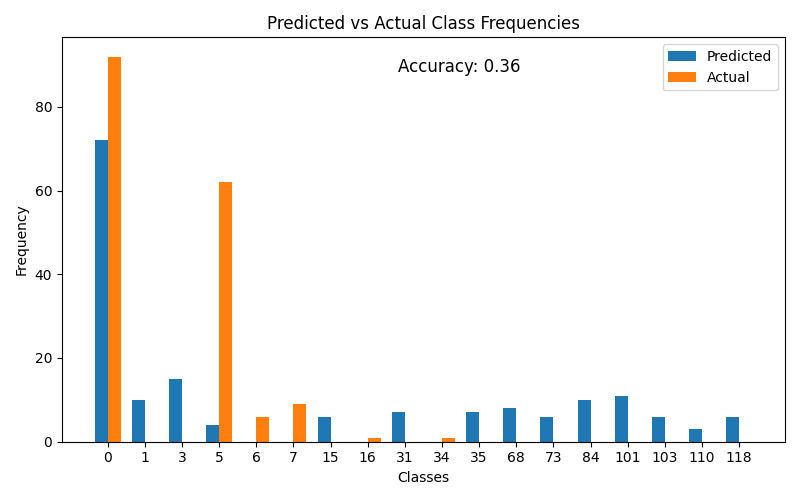 Predicted vs Actual Class Frequencies
Accuracy: 0.36
Predicted
Actual
Frequency
80
60
40
20
0
0 1 3 5 6 7 15 16 31 34 35 68 73 84 101 103 110 118
Classes